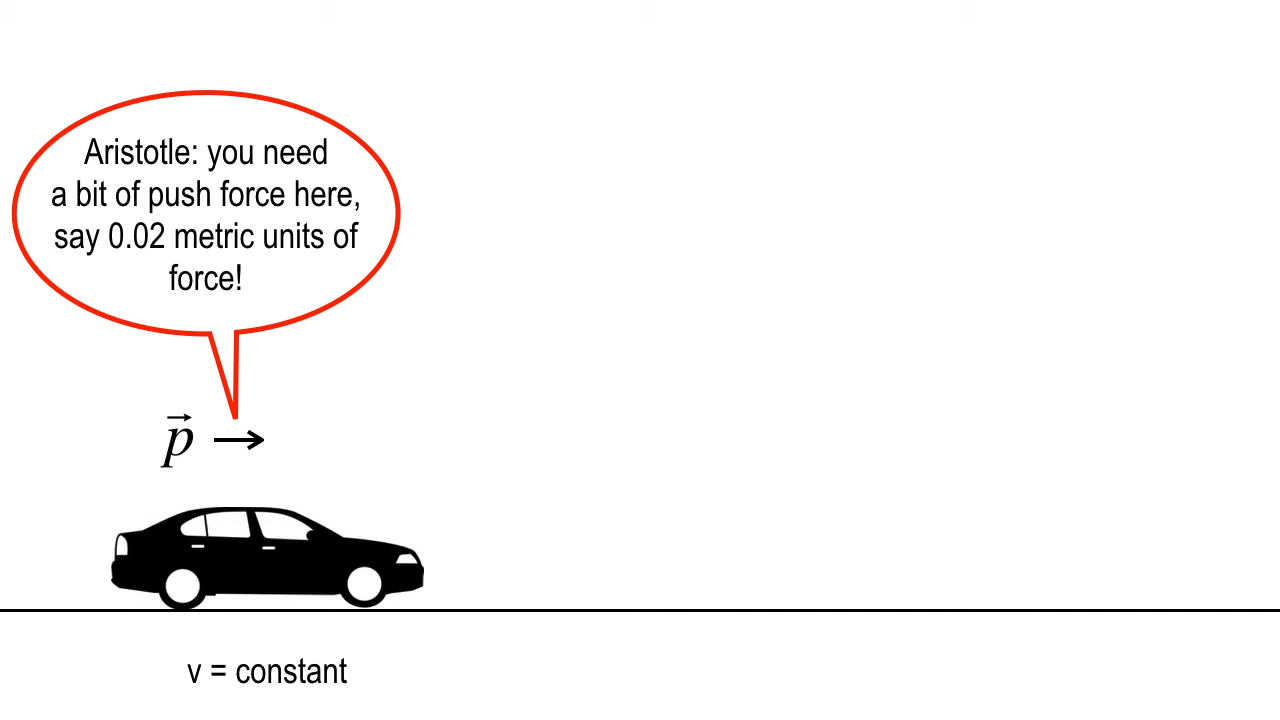 Aristotle: you need
a bit of push force here,
say 0.02 metric units of
force!
p⃗ →
v = constant